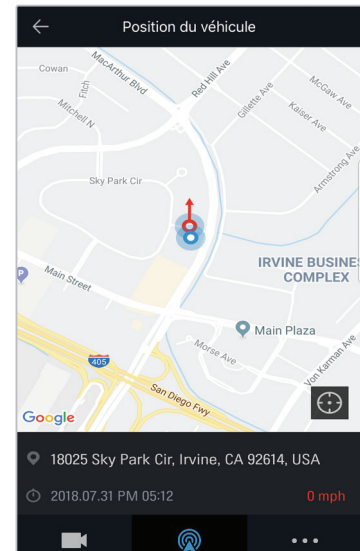 Position du véhicule
Cowan
MacArthur Blvd
Red Hill Ave
Fitch
Mitchell N
Gillette Ave
McGaw Ave
Kaiser Ave
Armstrong Ave
Sky Park Cir
IRVINE BUSINE
COMPLEX
P
Main Street
Main Plaza
Morse Ave
Von Karman Ave
405
San Diego Fwy
Google
18025 Sky Park Cir, Irvine, CA 92614, USA
2018.07.31 PM 05:12
0 mph